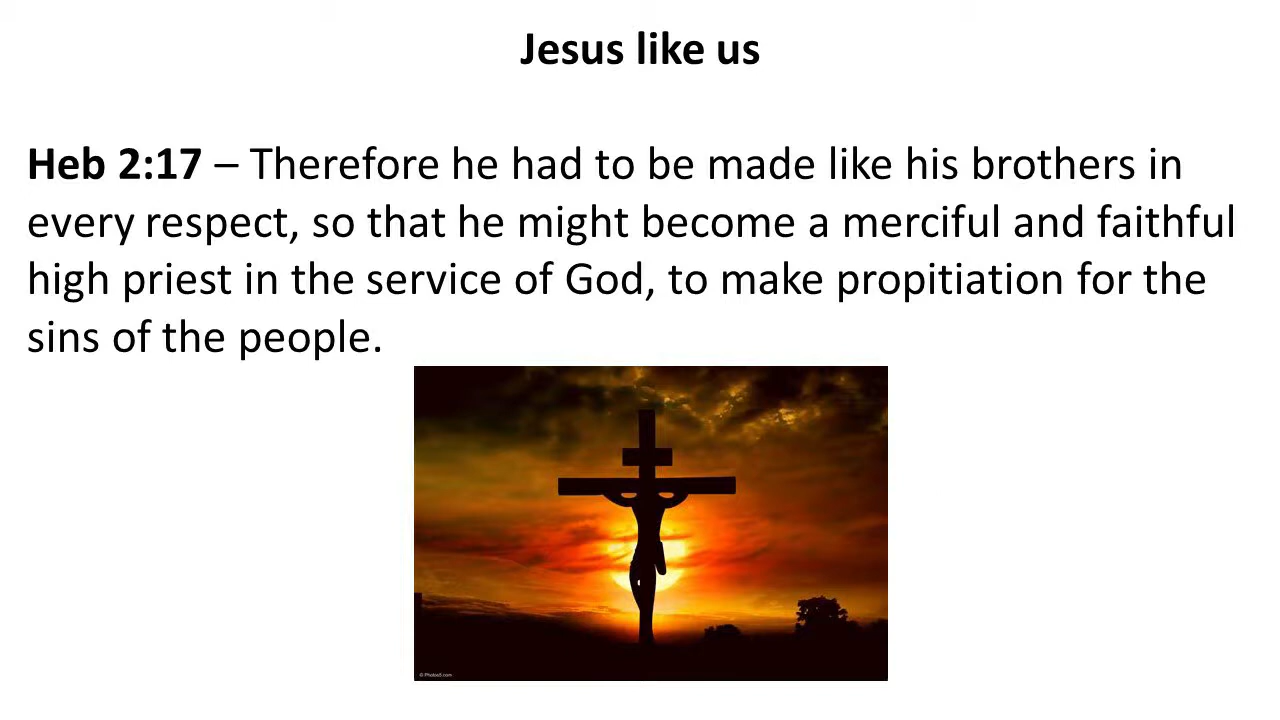 Jesus like us
Heb 2:17 – Therefore he had to be made like his brothers in
every respect, so that he might become a merciful and faithful
high priest in the service of God, to make propitiation for the
sins of the people.
© Photos5.com